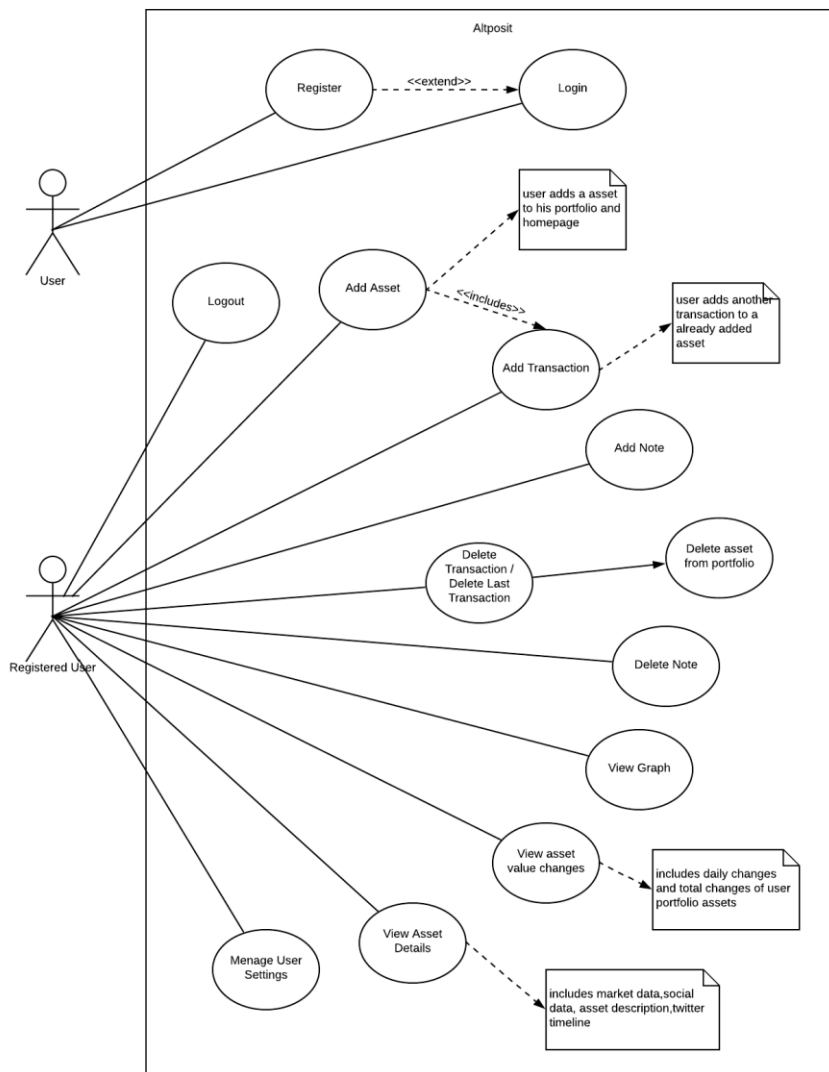 Altposit
Register
<<extend>>
Login
user adds a asset
to his portfolio and
homepage
User
Logout
Add Asset
<<includes>>
user adds another
transaction to a
already added
asset
Add Transaction
Add Note
Delete
Transaction /
Delete Last
Transaction
Delete asset
from portfolio
Registered User
Delete Note
View Graph
View asset
value changes
includes daily changes
and total changes of user
portfolio assets
View Asset
Details
Menage User
Settings
includes market data,social
data, asset description,twitter
timeline